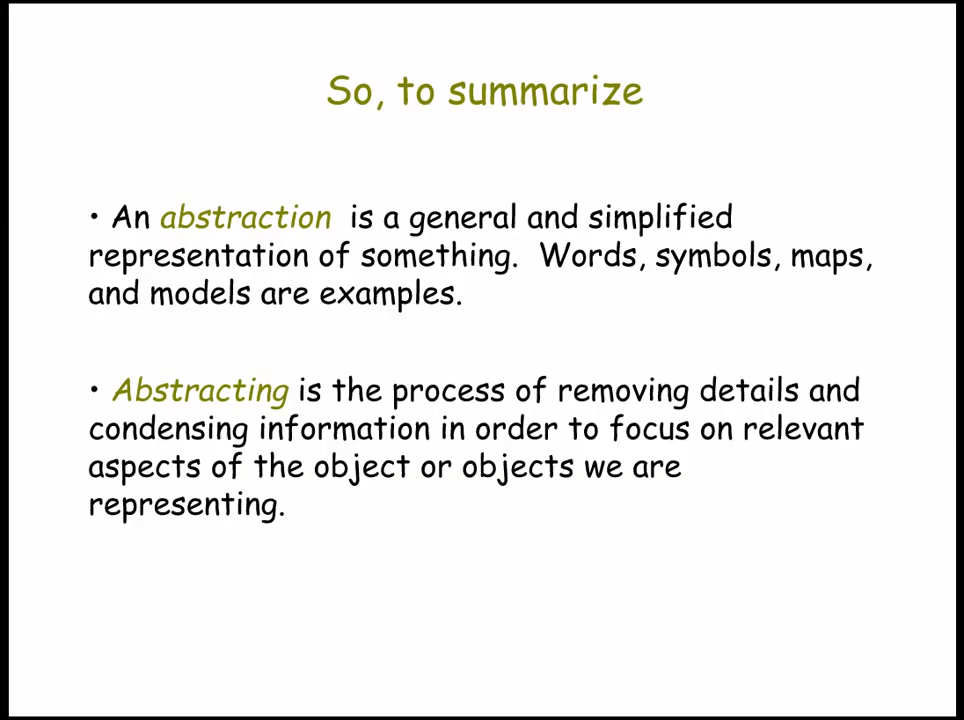 So, to summarize
• An abstraction is a general and simplified
representation of something. Words, symbols, maps,
and models are examples.
• Abstracting is the process of removing details and
condensing information in order to focus on relevant
aspects of the object or objects we are
representing.